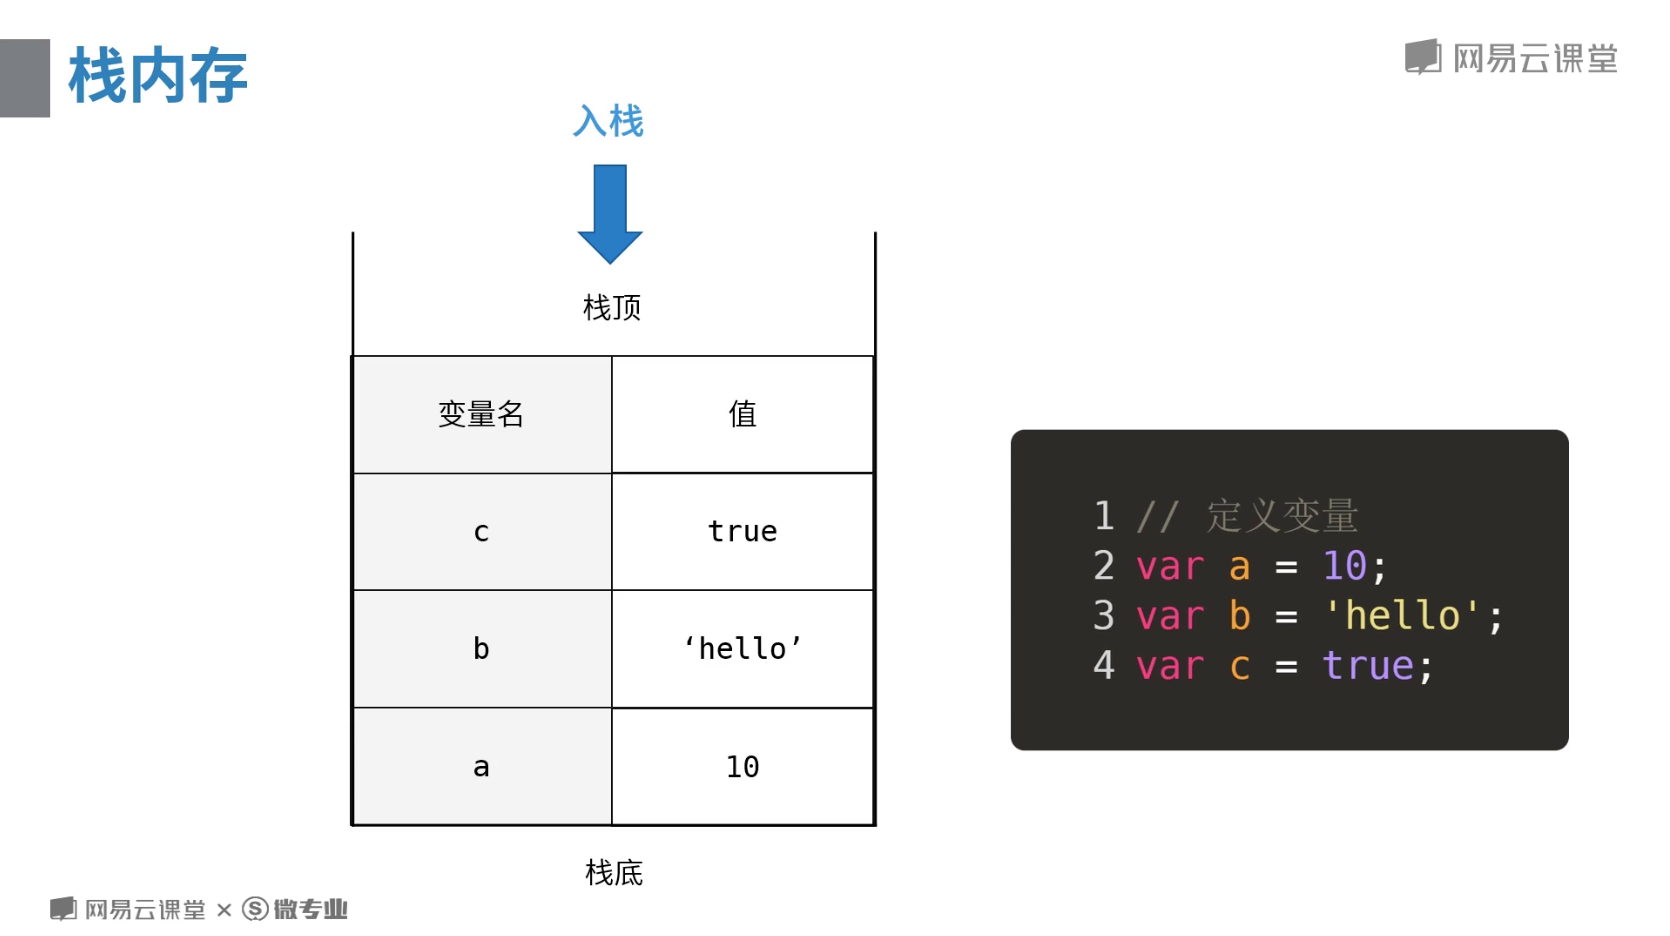 栈内存
网易云课堂
入栈
栈顶
变量名 值
c true
b ‘hello’
a 10
栈底
1 // 定义变量
2 var a = 10;
3 var b = 'hello';
4 var c = true;
网易云课堂 × S 微专业